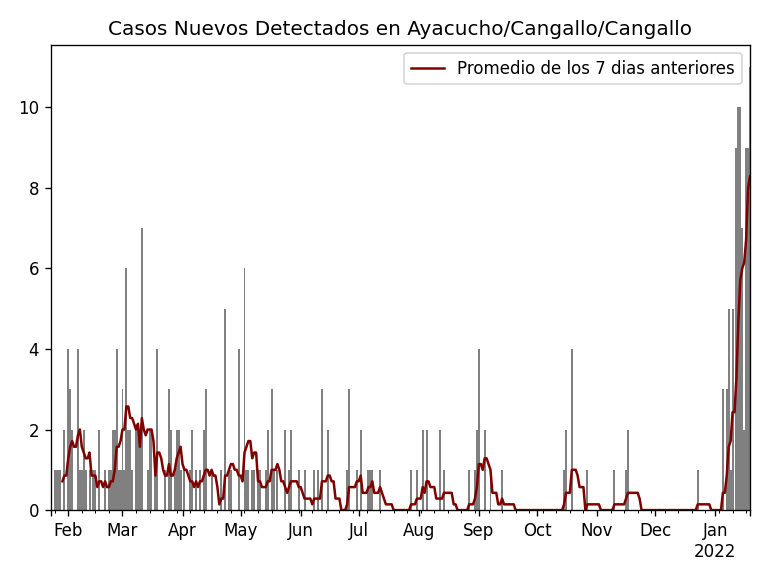 Casos Nuevos Detectados en Ayacucho/Cangallo/Cangallo
Promedio de los 7 dias anteriores
10
8
6
4
2
0
Feb Mar Apr May Jun Jul Aug Sep Oct Nov Dec Jan
2022